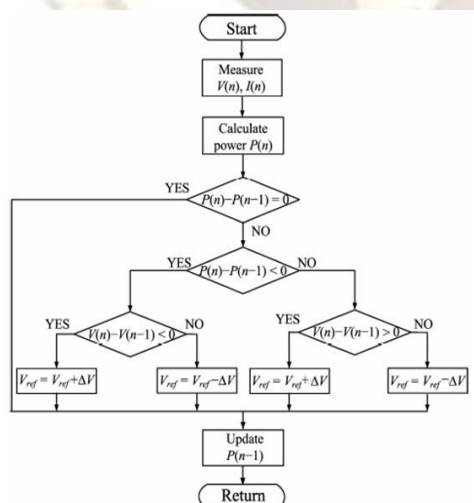 Start
Measure
V(n), I(n)
Calculate
power P(n)
YES
P(n)−P(n−1) = 0
NO
YES
P(n)−P(n−1) < 0
NO
YES
V(n)−V(n−1) < 0
NO
YES
V(n)−V(n−1) > 0
NO
Vref = Vref+ΔV
Vref = Vref−ΔV
Vref = Vref+ΔV
Vref = Vref−ΔV
Update
P(n−1)
Return